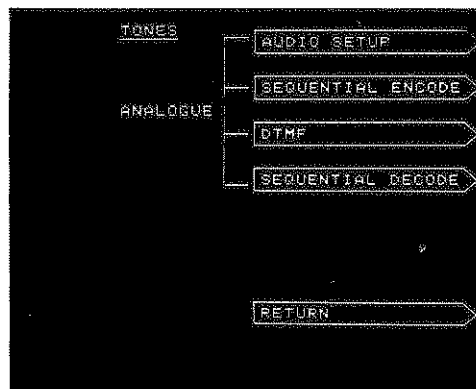 TONES
AUDIO SETUP
SEQUENTIAL ENCODE
ANALOGUE
DTMF
SEQUENTIAL DECODE
RETURN